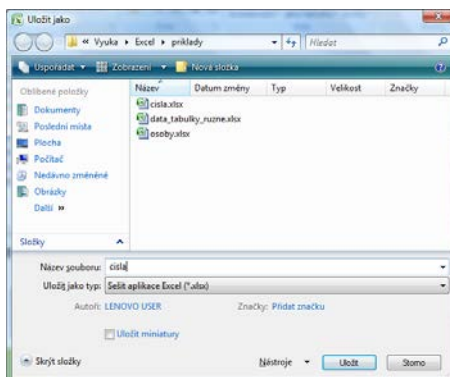 Uložit jako
« Vyuka ▸ Excel ▸ priklady
Hledat
Uspořádat Zobrazení Nová složka
Oblíbené položky
Dokumenty
Poslední místa
Plocha
Počítač
Nedávno změněné
Obrázky
Další »
Složky
Název Datum změny Typ Velikost Značky
cisla.xlsx
data_tabulky_ruzne.xlsx
osoby.xlsx
Název souboru: cisla
Uložit jako typ: Sešit aplikace Excel (*.xlsx)
Autoři: LENOVO USER Značky: Přidat značku
Uložit miniatury
Skrýt složky Nástroje Uložit Storno